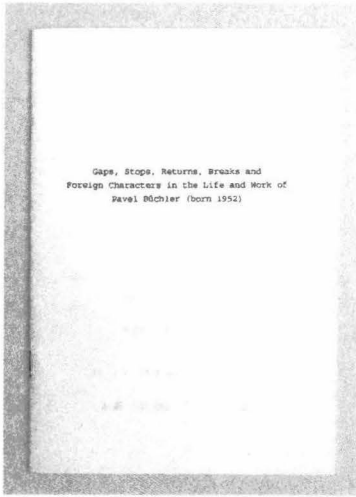 Gaps, Stops, Returns, Breaks and
Foreign Characters in the Life and Work of
Pavel Büchler (born 1952)